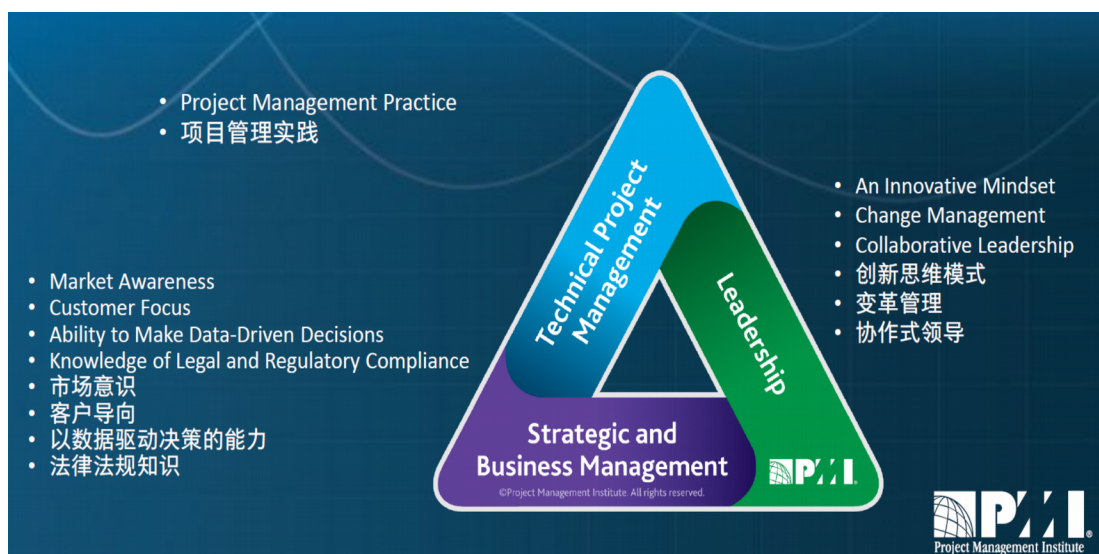 • Project Management Practice
• 项目管理实践
• Market Awareness
• Customer Focus
• Ability to Make Data-Driven Decisions
• Knowledge of Legal and Regulatory Compliance
• 市场意识
• 客户导向
• 以数据驱动决策的能力
• 法律法规知识
Technical Project
Management
Leadership
Strategic and
Business Management
©Project Management Institute. All rights reserved.
PMI®
• An Innovative Mindset
• Change Management
• Collaborative Leadership
• 创新思维模式
• 变革管理
• 协作式领导
PMI®
Project Management Institute